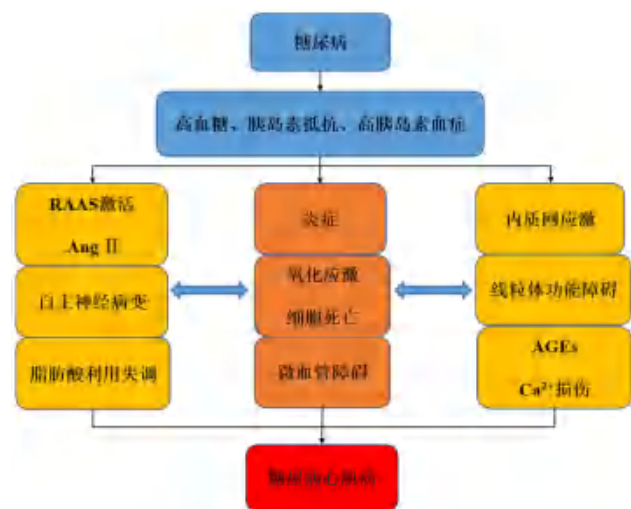 糖尿病
高血糖、胰岛素抵抗、高胰岛素血症
RAAS激活
Ang Ⅱ
自主神经病变
脂肪酸利用失调
炎症
氧化应激
细胞死亡
微血管障碍
内质网应激
线粒体功能障碍
AGEs
Ca²⁺损伤
糖尿病心肌病